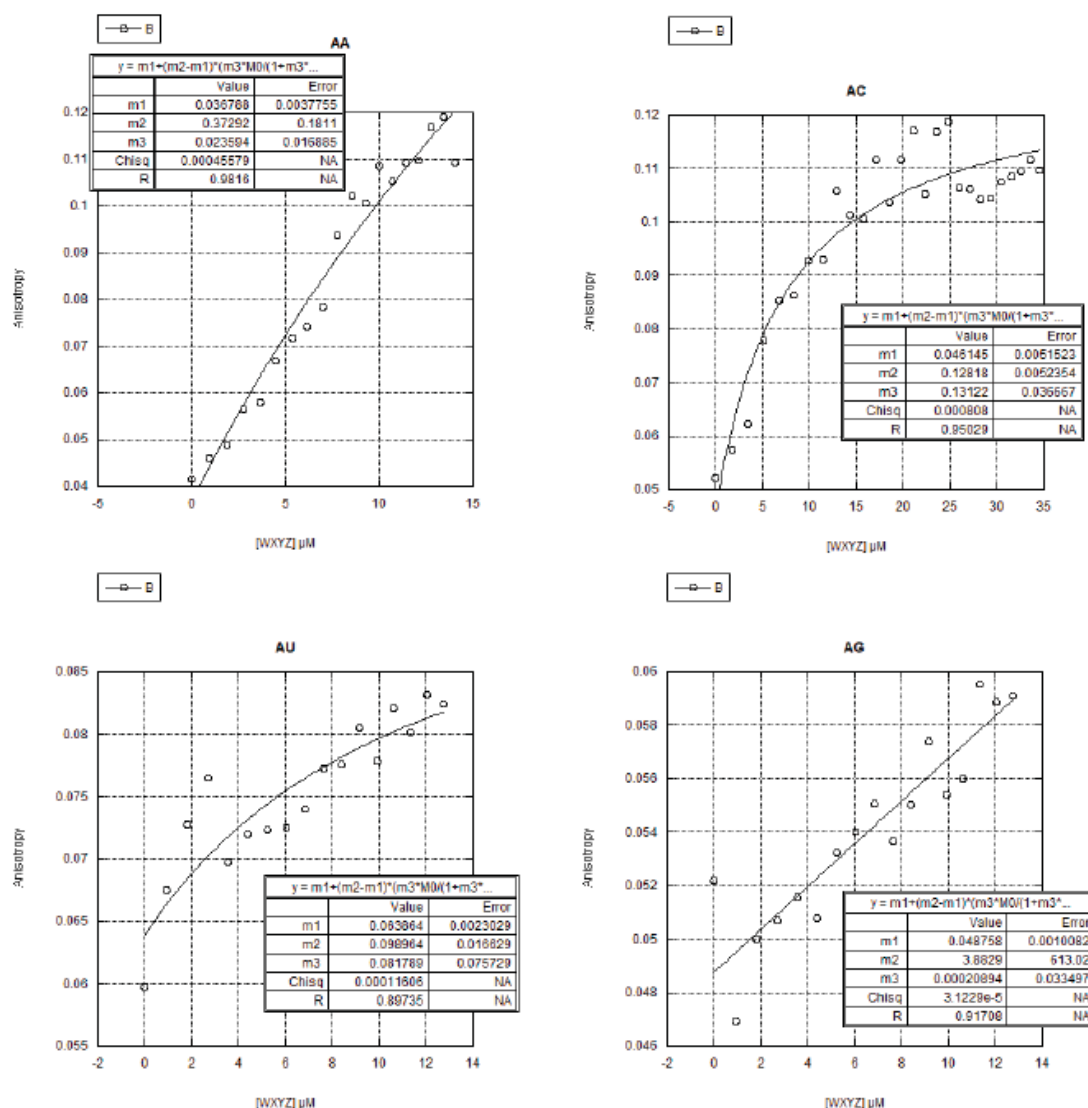 B
AA
y = m1+(m2-m1)*(m3*M0/(1+m3*...
Value Error
m1 0.036788 0.0037755
m2 0.37292 0.1811
m3 0.023594 0.016885
Chisq 0.00045579 NA
R 0.9816 NA
0.12
0.11
0.1
0.09
0.08
0.07
0.06
0.05
0.04
-5 0 5 10 15
Anisotropy
[WXYZ] µM
B
AC
0.12
0.11
0.1
0.09
0.08
0.07
0.06
0.05
y = m1+(m2-m1)*(m3*M0/(1+m3*...
Value Error
m1 0.046145 0.0051523
m2 0.12818 0.0052354
m3 0.13122 0.036667
Chisq 0.000808 NA
R 0.95029 NA
-5 0 5 10 15 20 25 30 35
Anisotropy
[WXYZ] µM
B
AU
0.085
0.08
0.075
0.07
0.065
0.06
0.055
y = m1+(m2-m1)*(m3*M0/(1+m3*...
Value Error
m1 0.063864 0.0023029
m2 0.098964 0.016629
m3 0.081789 0.075729
Chisq 0.00011606 NA
R 0.89735 NA
-2 0 2 4 6 8 10 12 14
Anisotropy
[WXYZ] µM
B
AG
0.06
0.058
0.056
0.054
0.052
0.05
0.046
y = m1+(m2-m1)*(m3*M0/(1+m3*...
Value Error
m1 0.048758 0.0010082
m2 3.8829 613.02
m3 0.00020894 0.033497
Chisq 3.1229e-5 NA
R 0.91708 NA
-2 0 2 4 6 8 10 12 14
Anisotropy
[WXYZ] µM